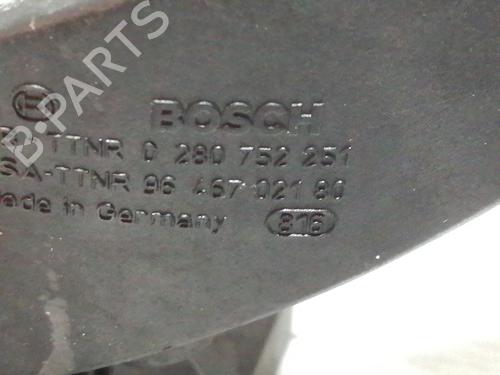 BOSCH
TTNR 0 280 752 251
SA-TTNR 96 467 021 80
ade in Germany 816
B-Parts